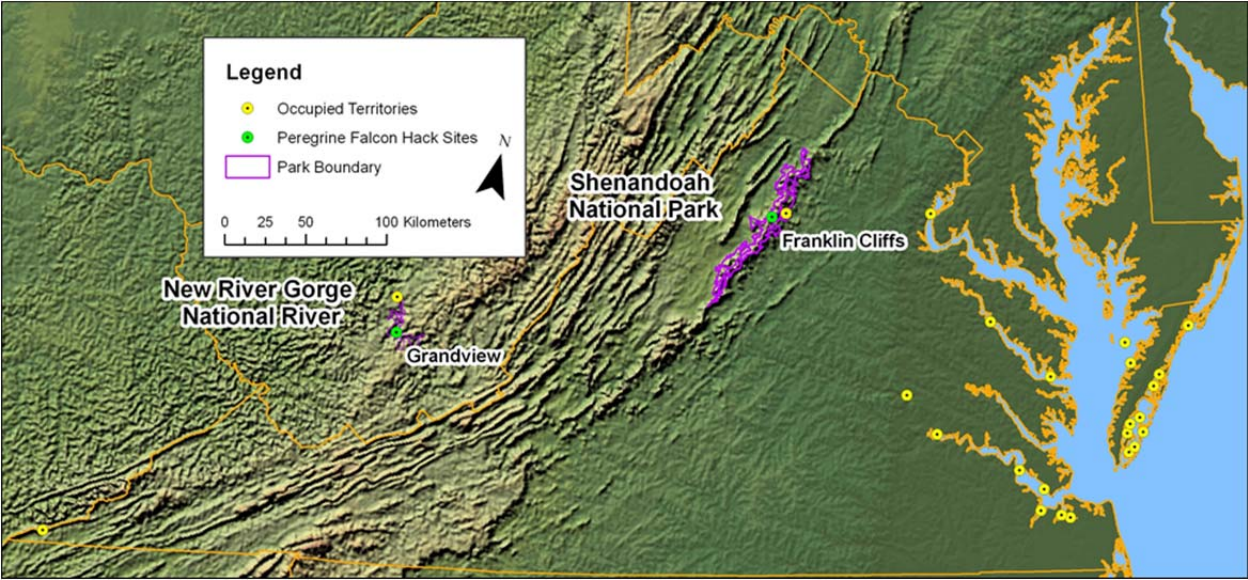 Legend
Occupied Territories
Peregrine Falcon Hack Sites
N
Park Boundary
0 25 50 100 Kilometers
Shenandoah
National Park
Franklin Cliffs
New River Gorge
National River
Grandview